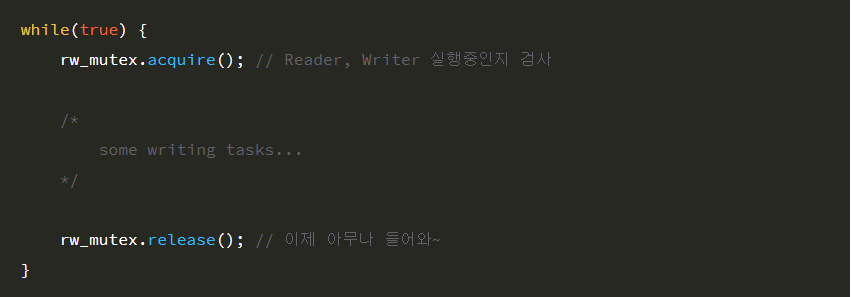 while(true) {
    rw_mutex.acquire(); // Reader, Writer 실행중인지 검사
    /*
        some writing tasks...
    */
    rw_mutex.release(); // 이제 아무나 들어와~
}